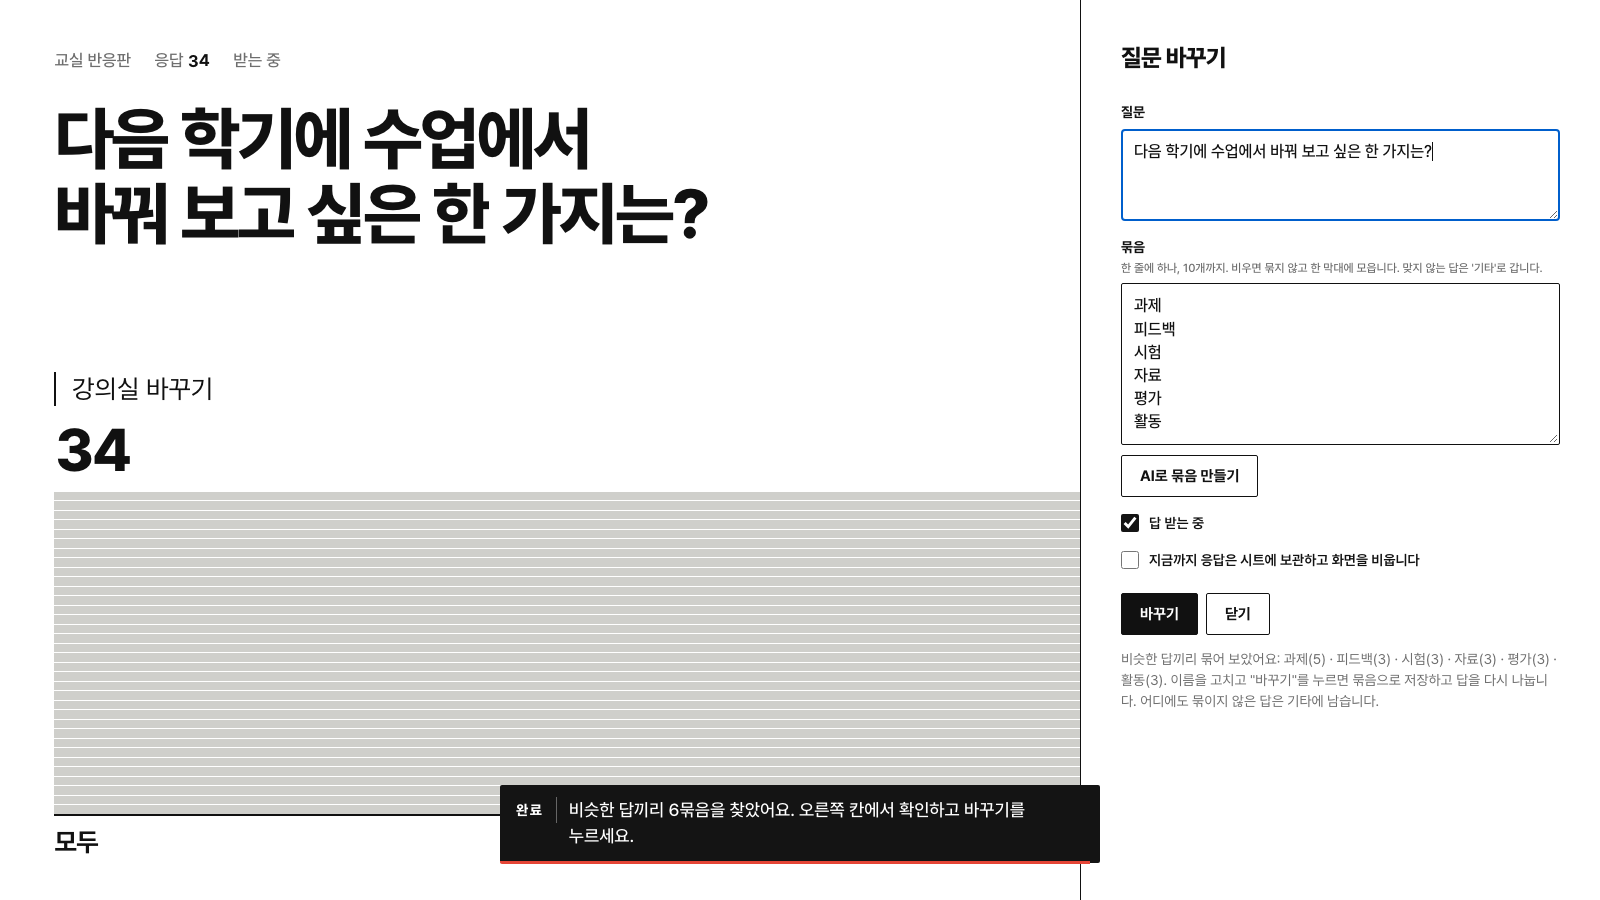 교실 반응판 응답 34 받는 중
다음 학기에 수업에서
바꿔 보고 싶은 한 가지는?
강의실 바꾸기
34
모두
질문 바꾸기
질문
다음 학기에 수업에서 바꿔 보고 싶은 한 가지는?
묶음
한 줄에 하나, 10개까지. 비우면 묶지 않고 한 막대에 모읍니다. 맞지 않는 답은 '기타'로 갑니다.
과제
피드백
시험
자료
평가
활동
AI로 묶음 만들기
답 받는 중
지금까지 응답은 시트에 보관하고 화면을 비웁니다
바꾸기 닫기
비슷한 답끼리 묶어 보았어요: 과제(5) · 피드백(3) · 시험(3) · 자료(3) · 평가(3) ·
활동(3). 이름을 고치고 "바꾸기"를 누르면 묶음으로 저장하고 답을 다시 나눕니
다. 어디에도 묶이지 않은 답은 기타에 남습니다.
완료 비슷한 답끼리 6묶음을 찾았어요. 오른쪽 칸에서 확인하고 바꾸기를
누르세요.